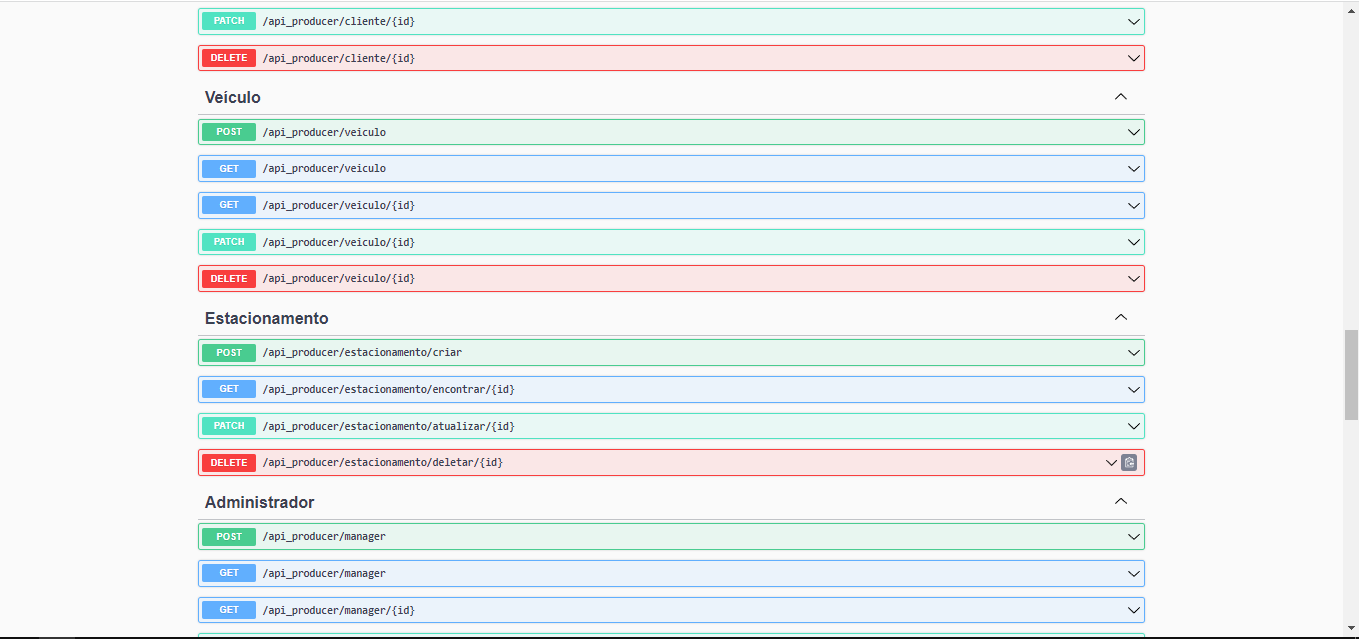 PATCH /api_producer/cliente/{id}
DELETE /api_producer/cliente/{id}
Veículo
POST /api_producer/veiculo
GET /api_producer/veiculo
GET /api_producer/veiculo/{id}
PATCH /api_producer/veiculo/{id}
DELETE /api_producer/veiculo/{id}
Estacionamento
POST /api_producer/estacionamento/criar
GET /api_producer/estacionamento/encontrar/{id}
PATCH /api_producer/estacionamento/atualizar/{id}
DELETE /api_producer/estacionamento/deletar/{id}
Administrador
POST /api_producer/manager
GET /api_producer/manager
GET /api_producer/manager/{id}